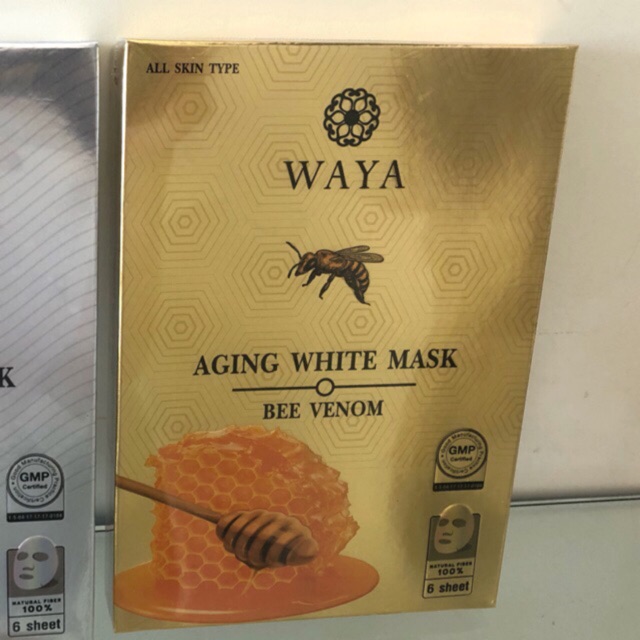 ALL SKIN TYPE
WAYA
AGING WHITE MASK
BEE VENOM
GMP
Certified
NATURAL FIBER
100%
6 sheet
K
GMP
Certified
NATURAL FIBER
100%
6 sheet